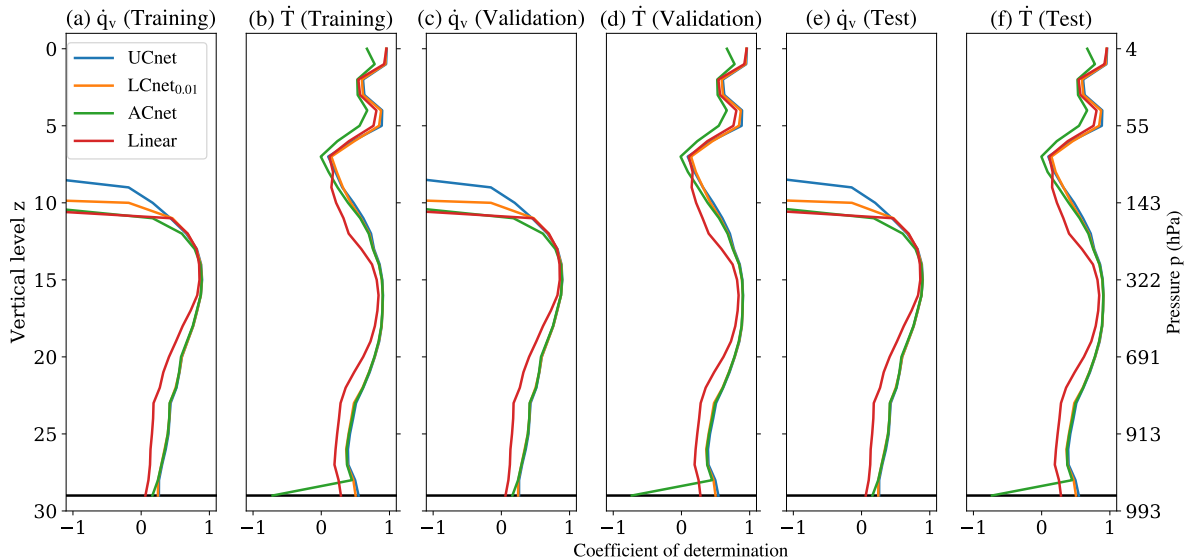 (a) q̇ᵥ (Training)
(b) Ṫ (Training)
(c) q̇ᵥ (Validation)
(d) Ṫ (Validation)
(e) q̇ᵥ (Test)
(f) Ṫ (Test)
UCnet
LCnet₀.₀₁
ACnet
Linear
Vertical level z
0
5
10
15
20
25
30
4
55
143
322
691
913
993
Pressure p (hPa)
−1 0 1
−1 0 1
−1 0 1
−1 0 1
−1 0 1
−1 0 1
Coefficient of determination